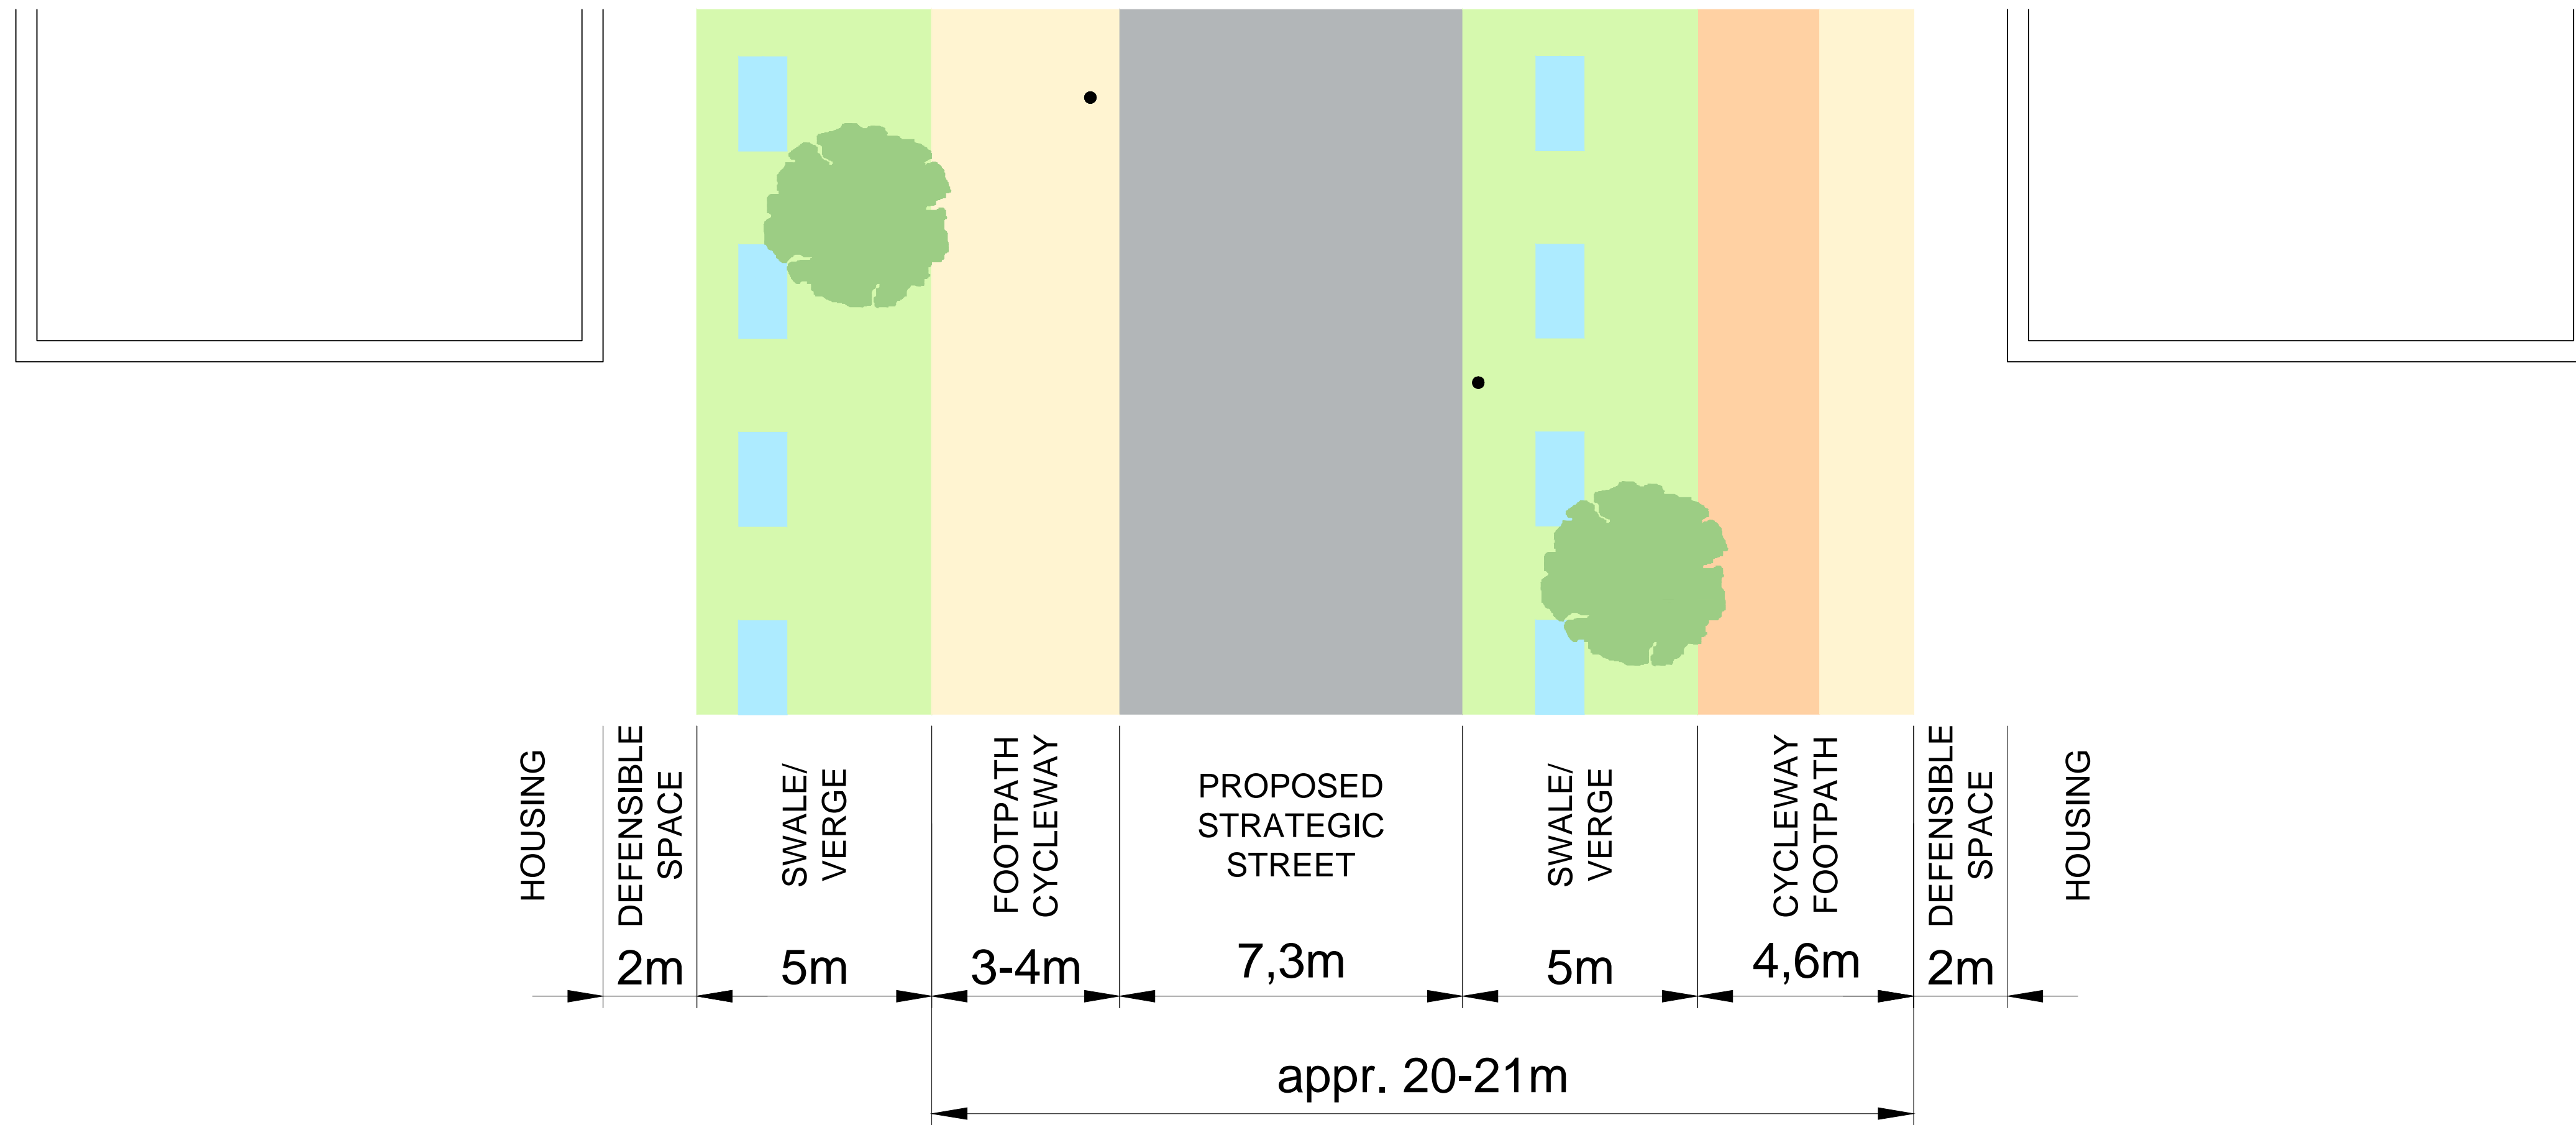 HOUSING
DEFENSIBLE
SPACE
SWALE/
VERGE
FOOTPATH
CYCLEWAY
PROPOSED
STRATEGIC
STREET
SWALE/
VERGE
CYCLEWAY
FOOTPATH
DEFENSIBLE
SPACE
HOUSING
2m
5m
3-4m
7,3m
5m
4,6m
2m
appr. 20-21m